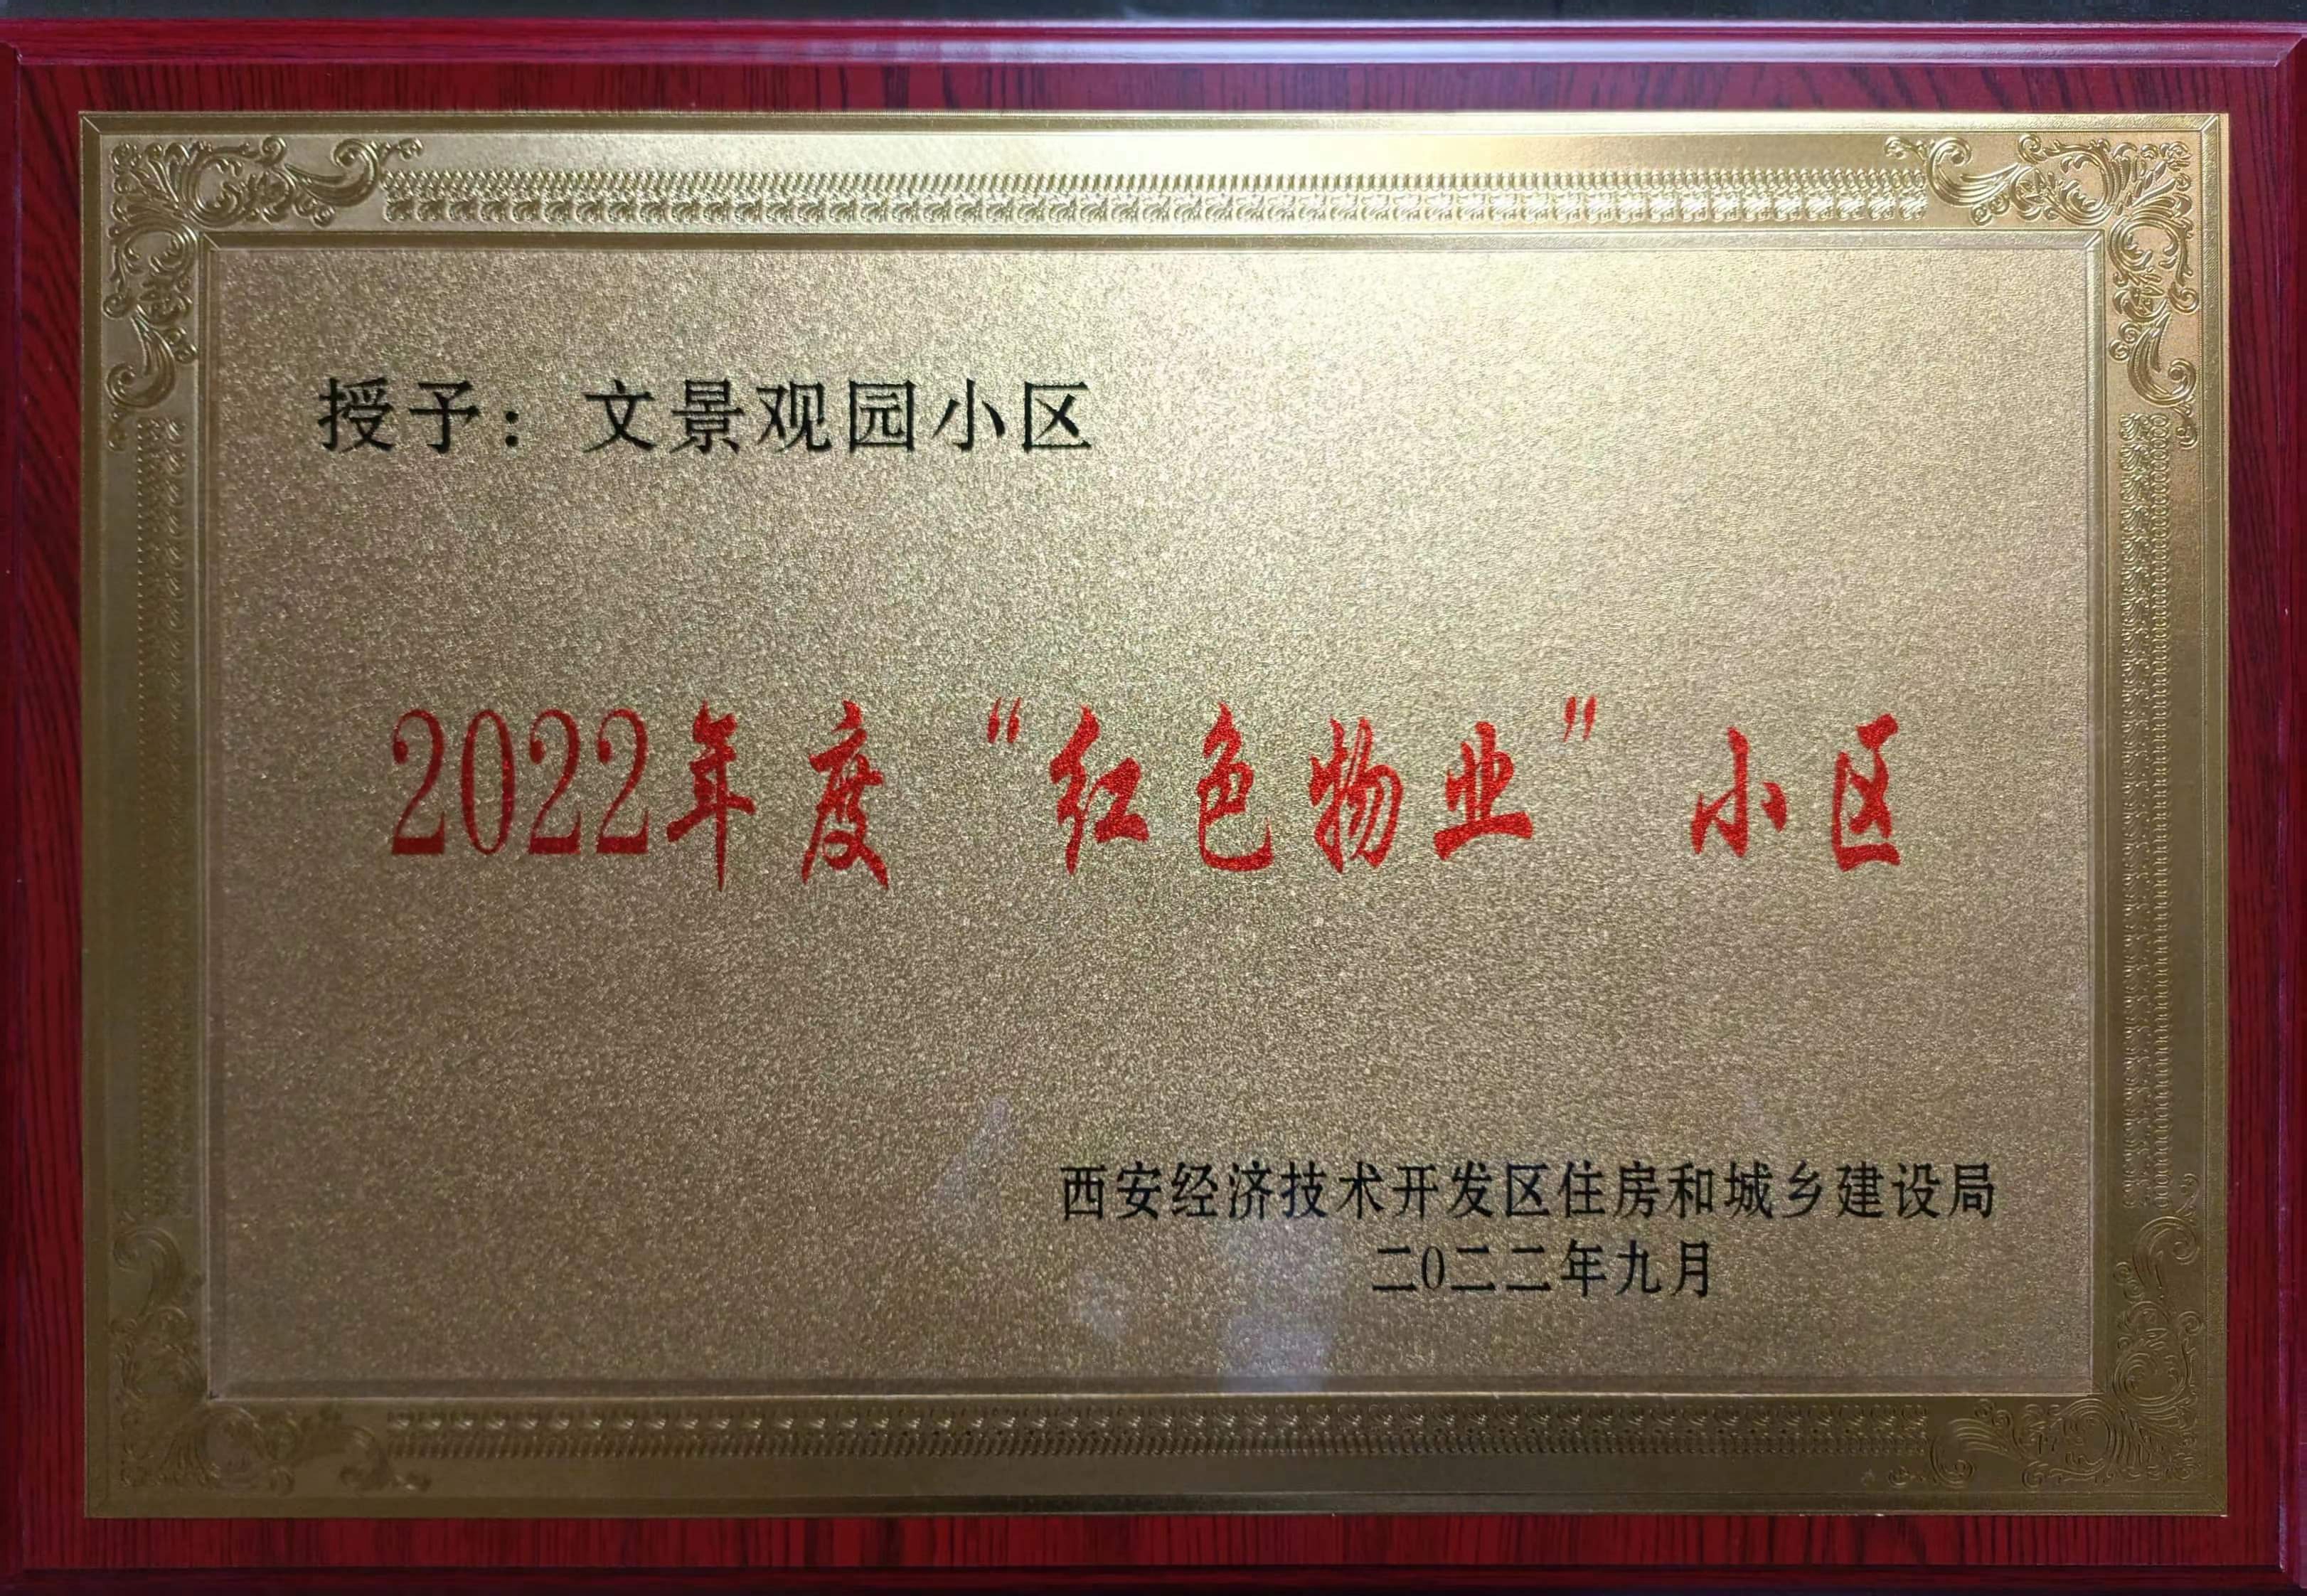 授予：文景观园小区
2022年度“红色物业”小区
西安经济技术开发区住房和城乡建设局
二0二二年九月